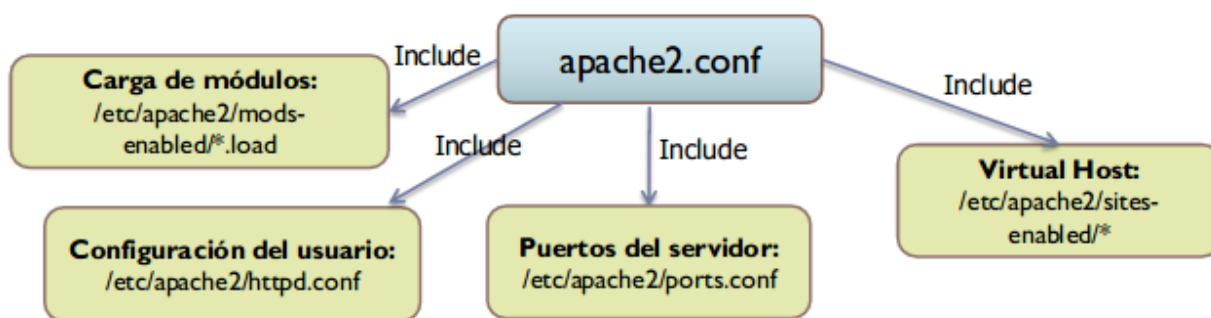 apache2.conf
Include
Carga de módulos:
/etc/apache2/mods-
enabled/*.load
Include
Configuración del usuario:
/etc/apache2/httpd.conf
Include
Puertos del servidor:
/etc/apache2/ports.conf
Include
Virtual Host:
/etc/apache2/sites-
enabled/*